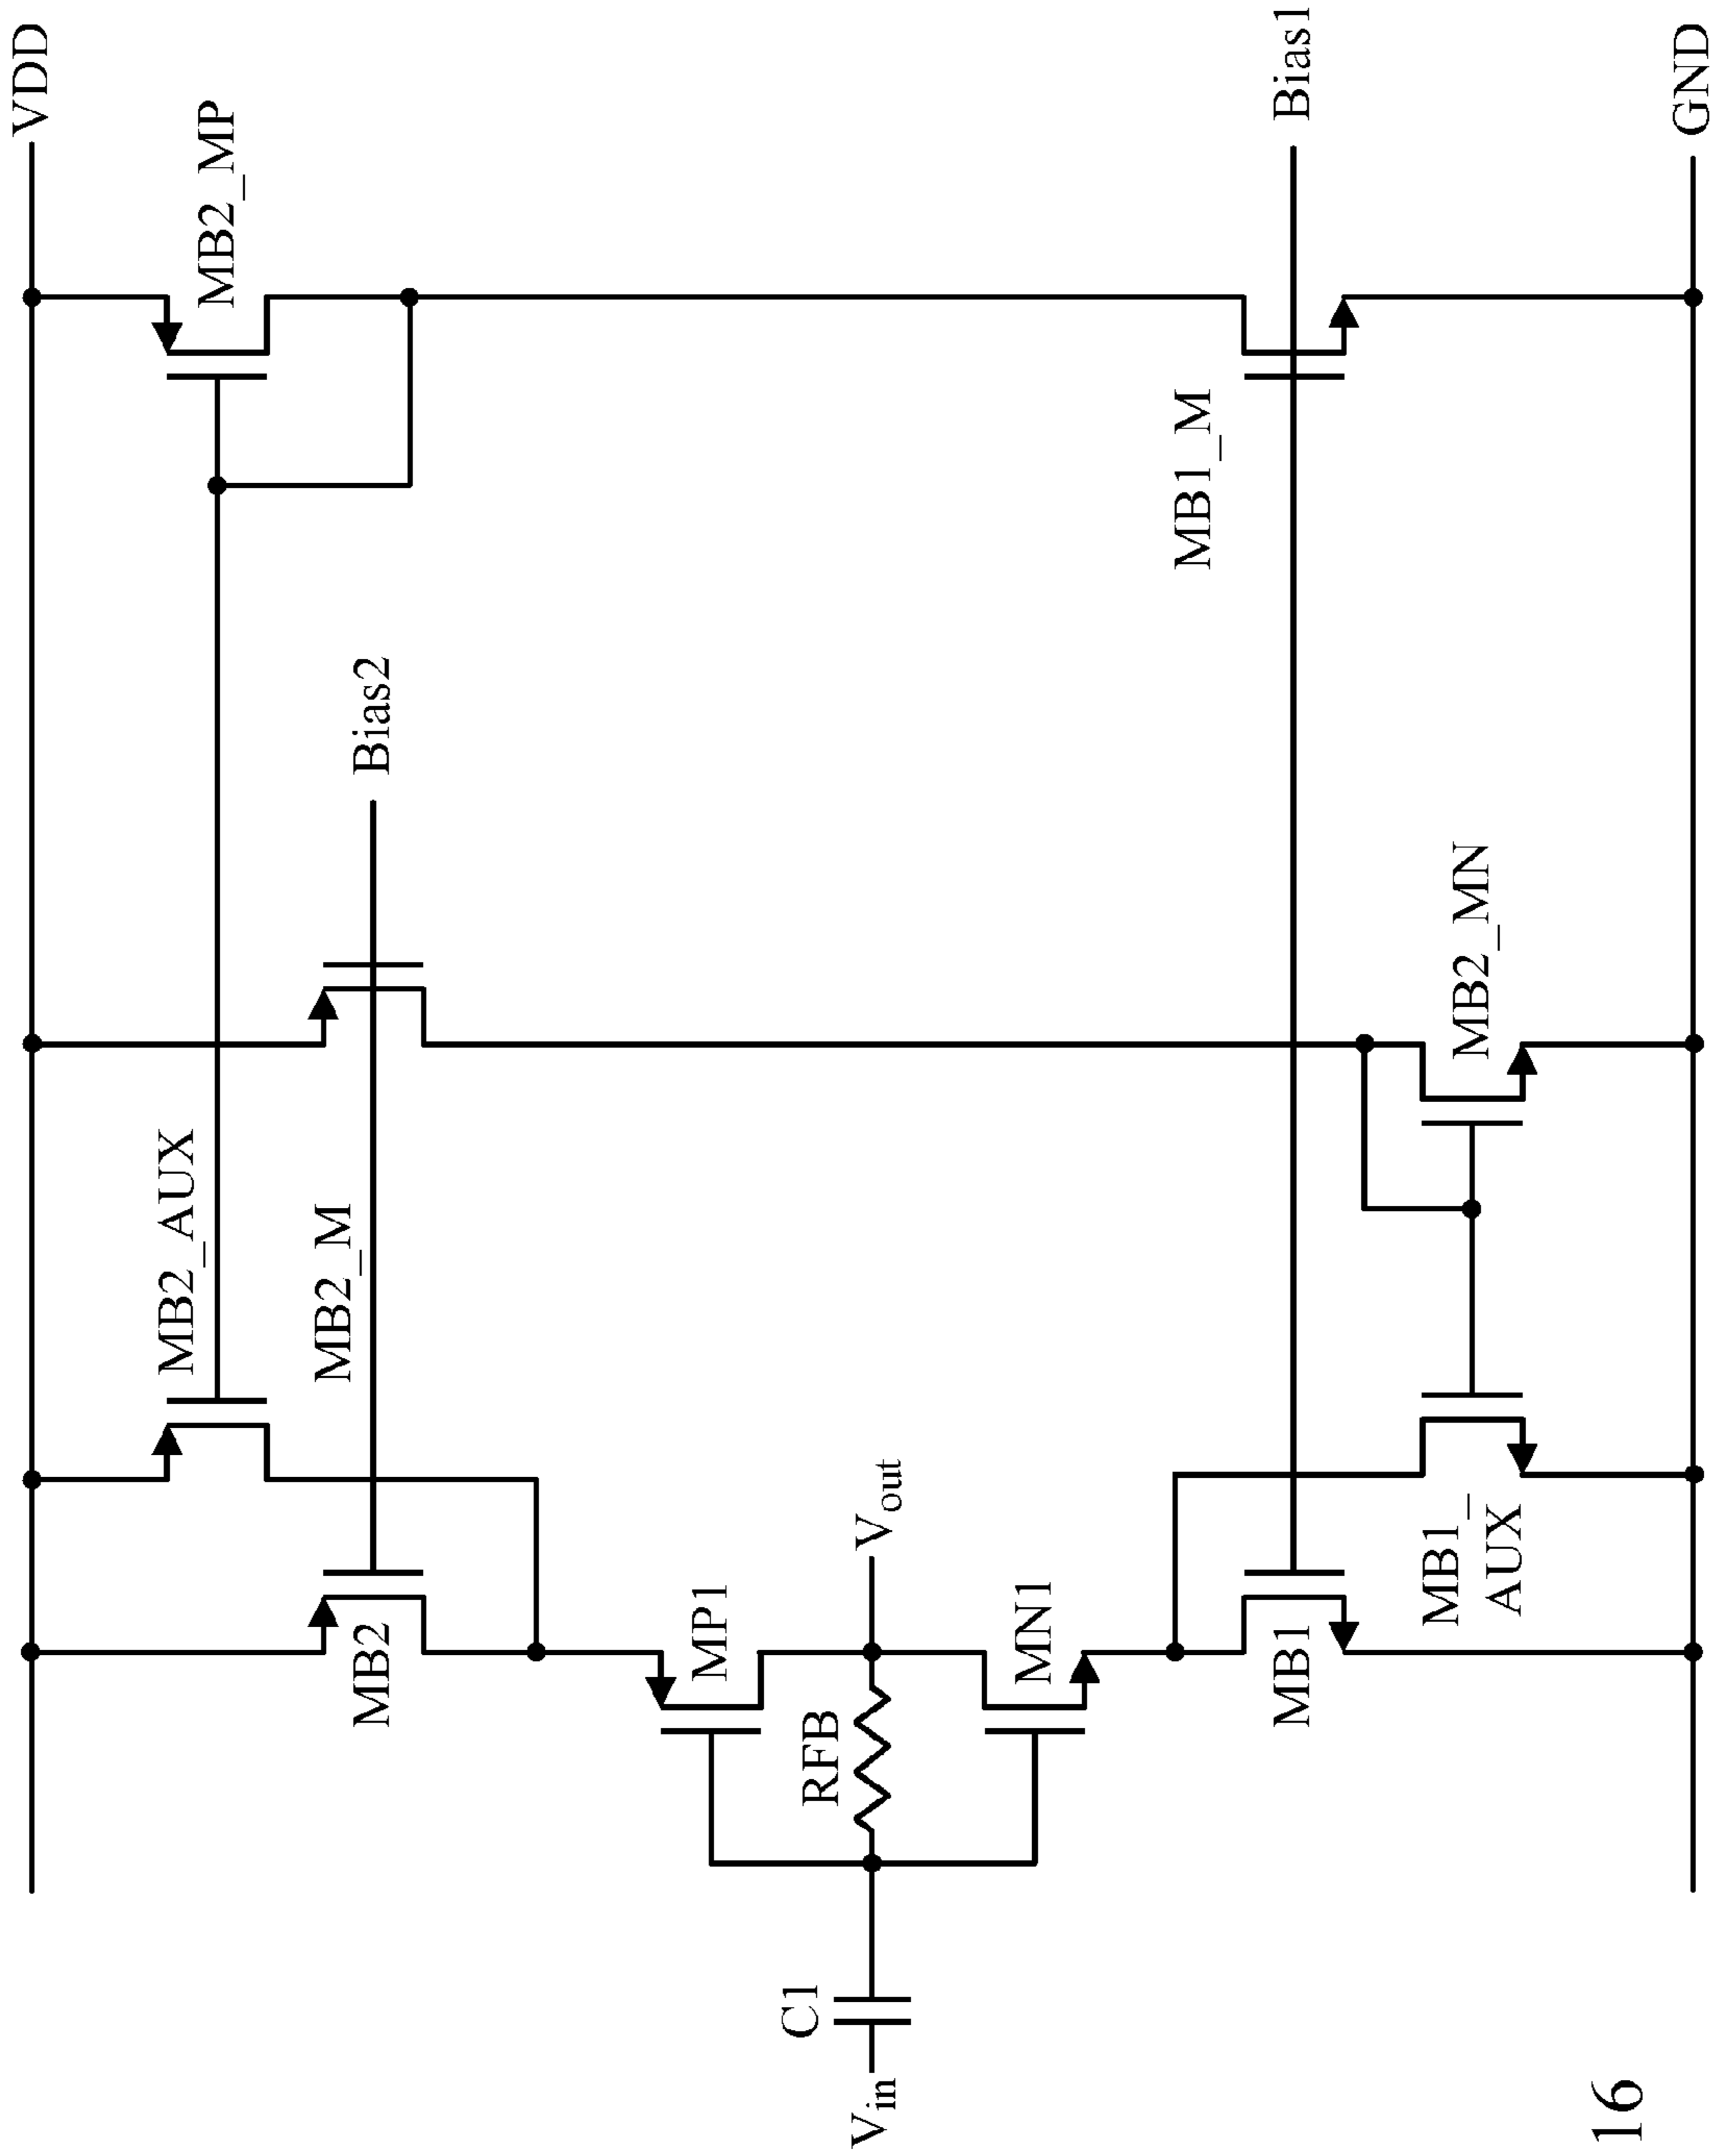 VDD
MB2_MP
MB2_AUX
Bias2
MB2_M
MB2
MP1
RFB
Vout
C1
Vin
MN1
Bias1
MB1_M
MB1
MB2_MN
MB1_
AUX
GND
16